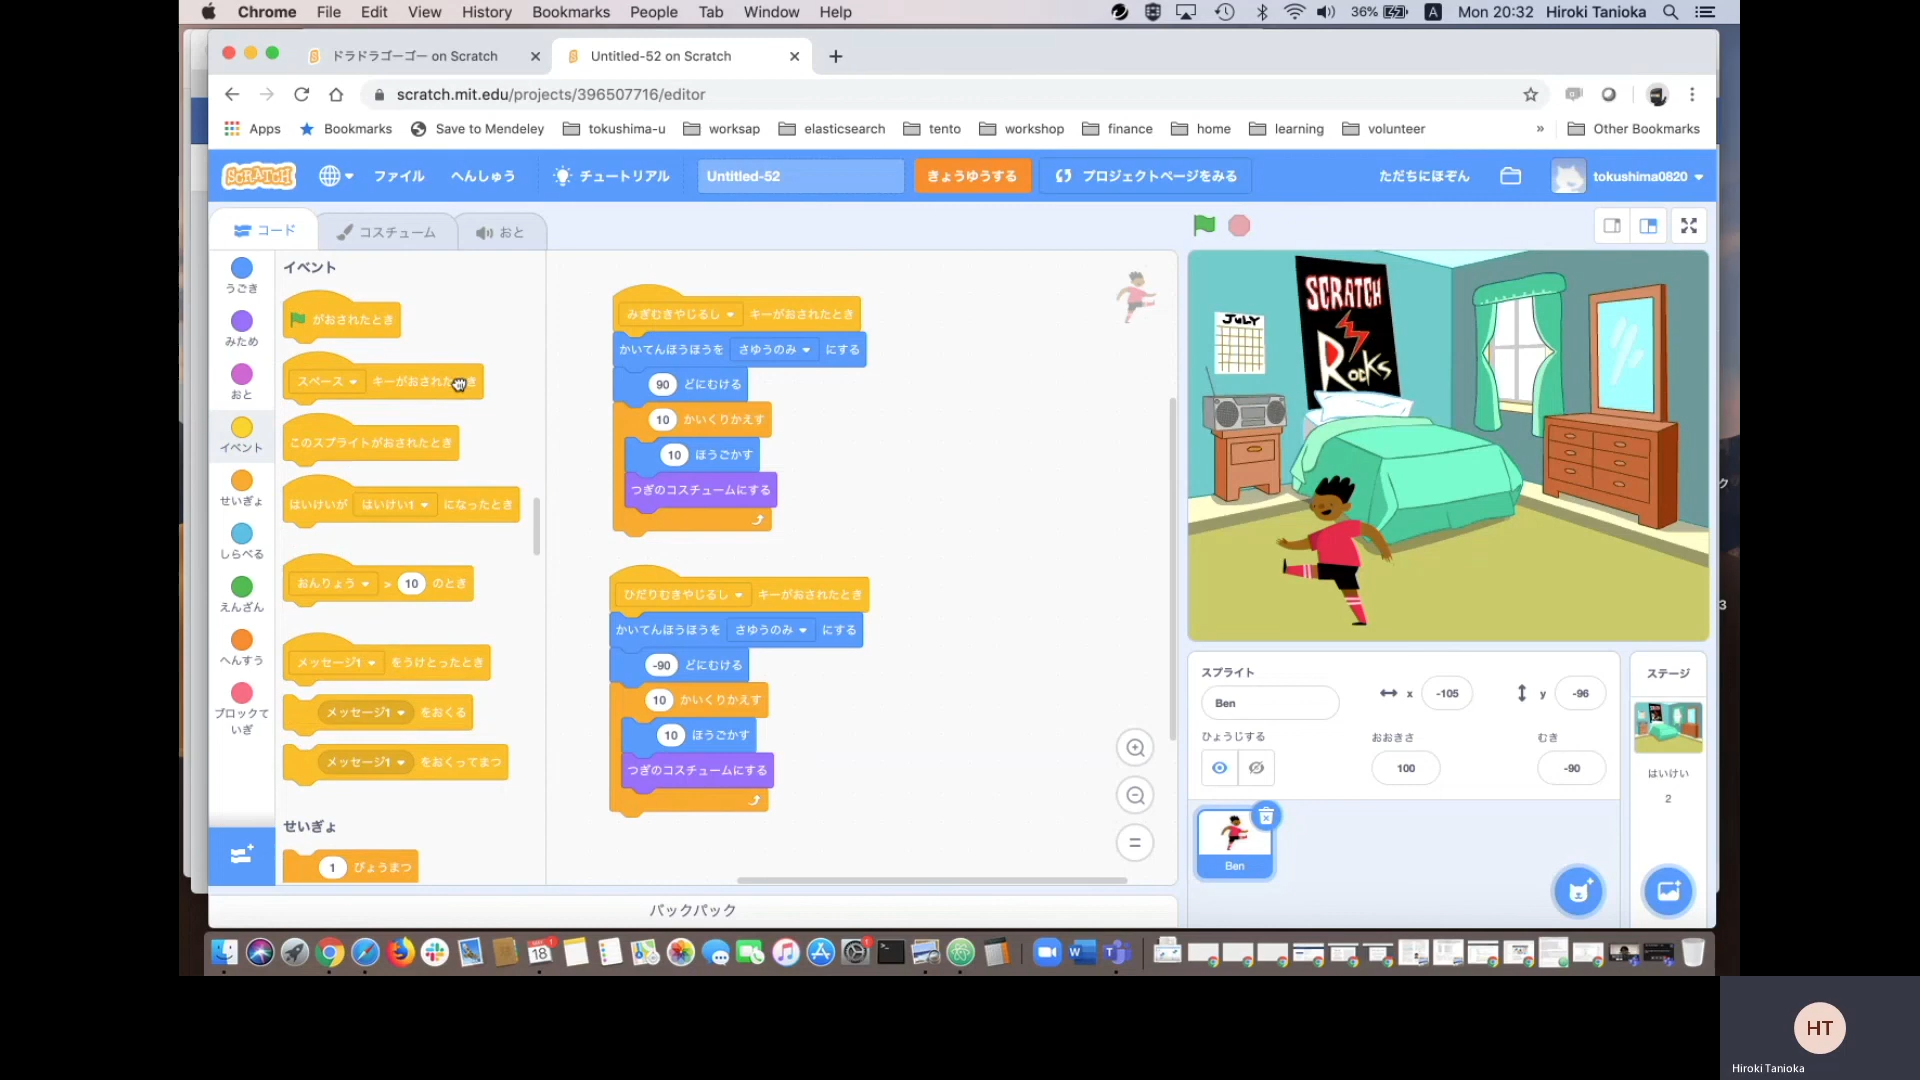 Chrome File Edit View History Bookmarks People Tab Window Help 36% A Mon 20:32 Hiroki Tanioka
ドラドラゴーゴー on Scratch Untitled-52 on Scratch
scratch.mit.edu/projects/396507716/editor
Apps Bookmarks Save to Mendeley tokushima-u worksap elasticsearch tento workshop finance home learning volunteer » Other Bookmarks
SCRATCH ファイル へんしゅう チュートリアル Untitled-52 きょうゆうする プロジェクトページをみる ただちにほぞん tokushima0820
コード コスチューム おと
うごき
みため
おと
イベント
せいぎょ
しらべる
えんざん
へんすう
ブロックていぎ
イベント
がおされたとき
スペース キーがおされたとき
このスプライトがおされたとき
はいけいが はいけい1 になったとき
おんりょう > 10 のとき
メッセージ1 をうけとったとき
メッセージ1 をおくる
メッセージ1 をおくってまつ
せいぎょ
1 びょうまつ
みぎむきやじるし キーがおされたとき
かいてんほうほうを さゆうのみ にする
90 どにむける
10 かいくりかえす
10 ほうごかす
つぎのコスチュームにする
ひだりむきやじるし キーがおされたとき
かいてんほうほうを さゆうのみ にする
-90 どにむける
10 かいくりかえす
10 ほうごかす
つぎのコスチュームにする
JULY
SCRATCH
Rocks
スプライト
Ben x -105 y -96
ひょうじする おおきさ むき
100 -90
Ben
ステージ
はいけい
2
バックパック
18
HT
Hiroki Tanioka